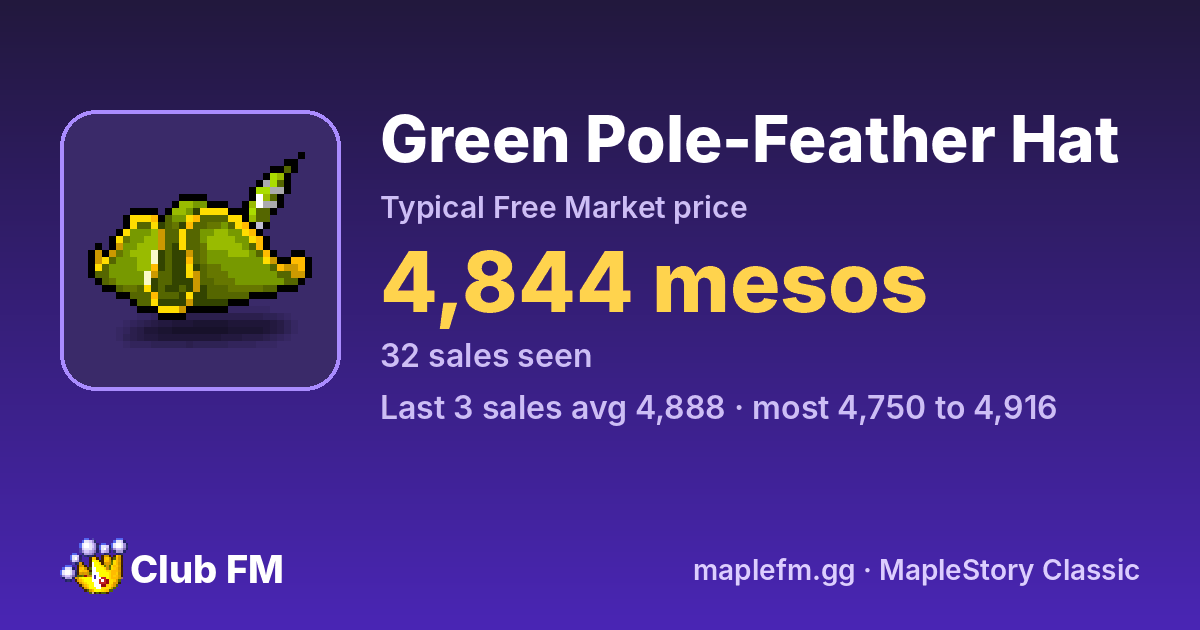 Green Pole-Feather Hat
Typical Free Market price
4,844 mesos
32 sales seen
Last 3 sales avg 4,888 · most 4,750 to 4,916
Club FM
maplefm.gg · MapleStory Classic